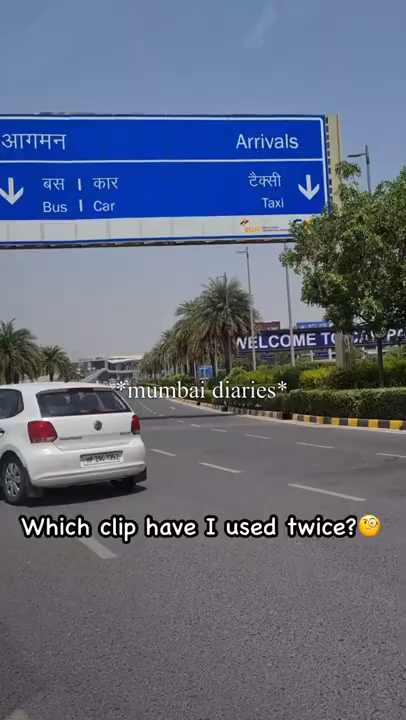 आगमन Arrivals
बस | कार टैक्सी
Bus | Car Taxi
WELCOME TO
*mumbai diaries*
Which clip have I used twice?🧐